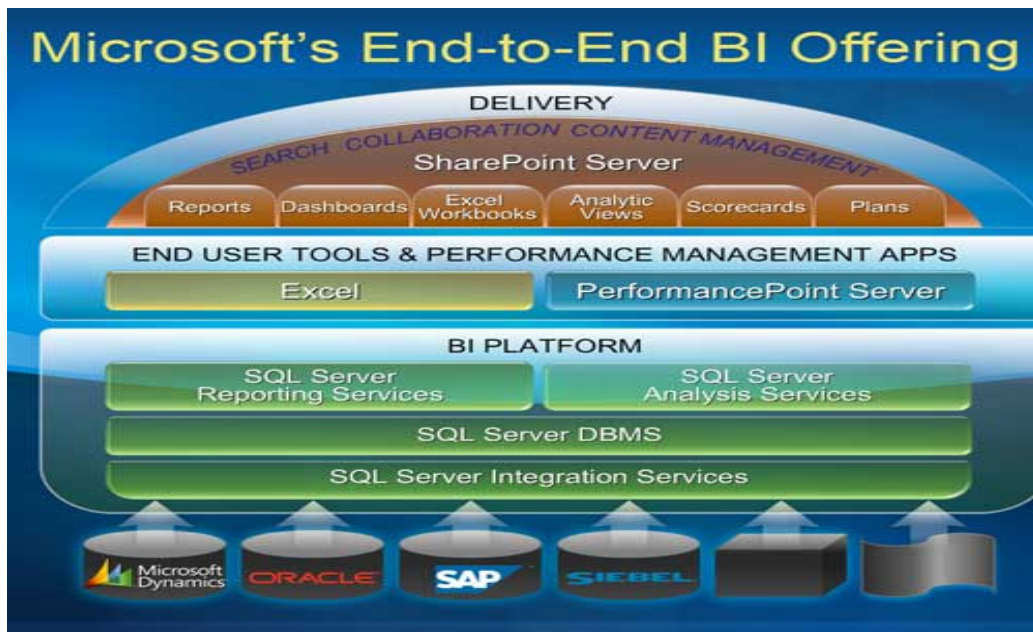 Microsoft's End-to-End BI Offering
DELIVERY
SEARCH COLLABORATION CONTENT MANAGEMENT
SharePoint Server
Reports
Dashboards
Excel
Workbooks
Analytic
Views
Scorecards
Plans
END USER TOOLS & PERFORMANCE MANAGEMENT APPS
Excel
PerformancePoint Server
BI PLATFORM
SQL Server
Reporting Services
SQL Server
Analysis Services
SQL Server DBMS
SQL Server Integration Services
Microsoft
Dynamics
ORACLE
SAP
SIEBEL